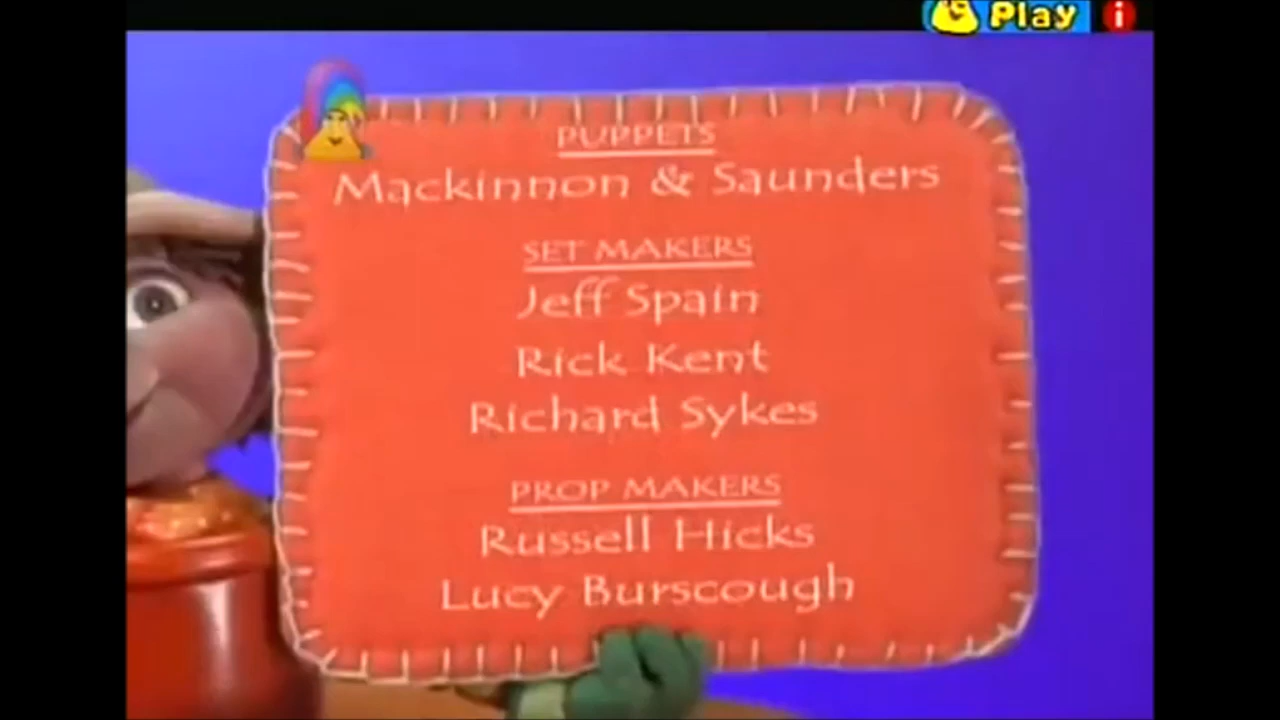 Play i
PUPPETS
Mackinnon & Saunders
SET MAKERS
Jeff Spain
Rick Kent
Richard Sykes
PROP MAKERS
Russell Hicks
Lucy Burscough